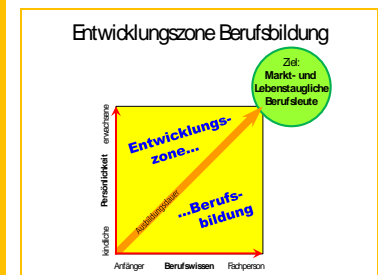 Entwicklungszone Berufsbildung
Ziel:
Markt- und
Lebenstaugliche
Berufsleute
erwachsene
Persönlichkeit
kindliche
Entwicklungs-
zone...
...Berufs-
bildung
Ausbildungsdauer
Anfänger Berufswissen Fachperson